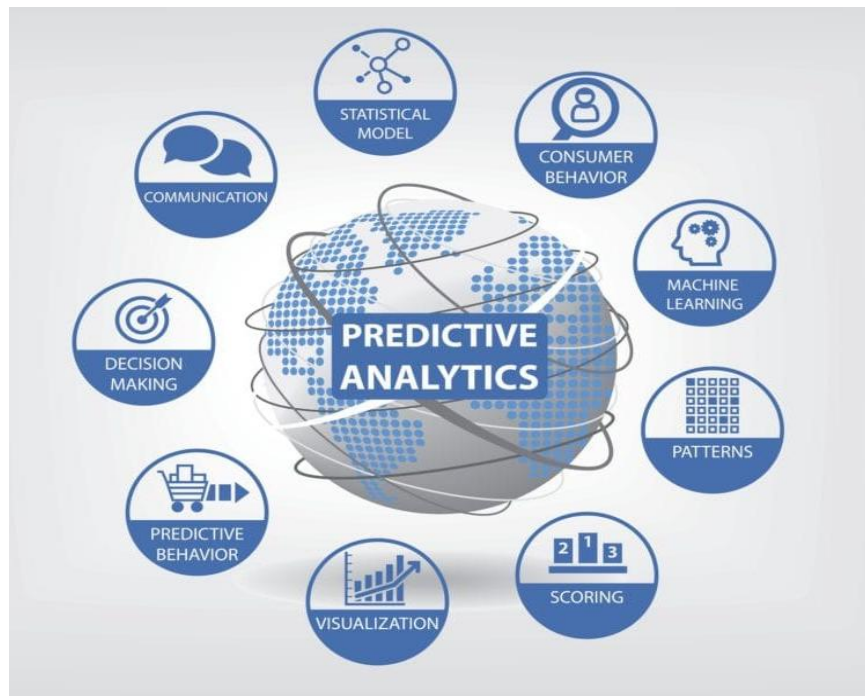 PREDICTIVE
ANALYTICS
STATISTICAL
MODEL
CONSUMER
BEHAVIOR
MACHINE
LEARNING
PATTERNS
2 1 3
SCORING
VISUALIZATION
PREDICTIVE
BEHAVIOR
DECISION
MAKING
COMMUNICATION